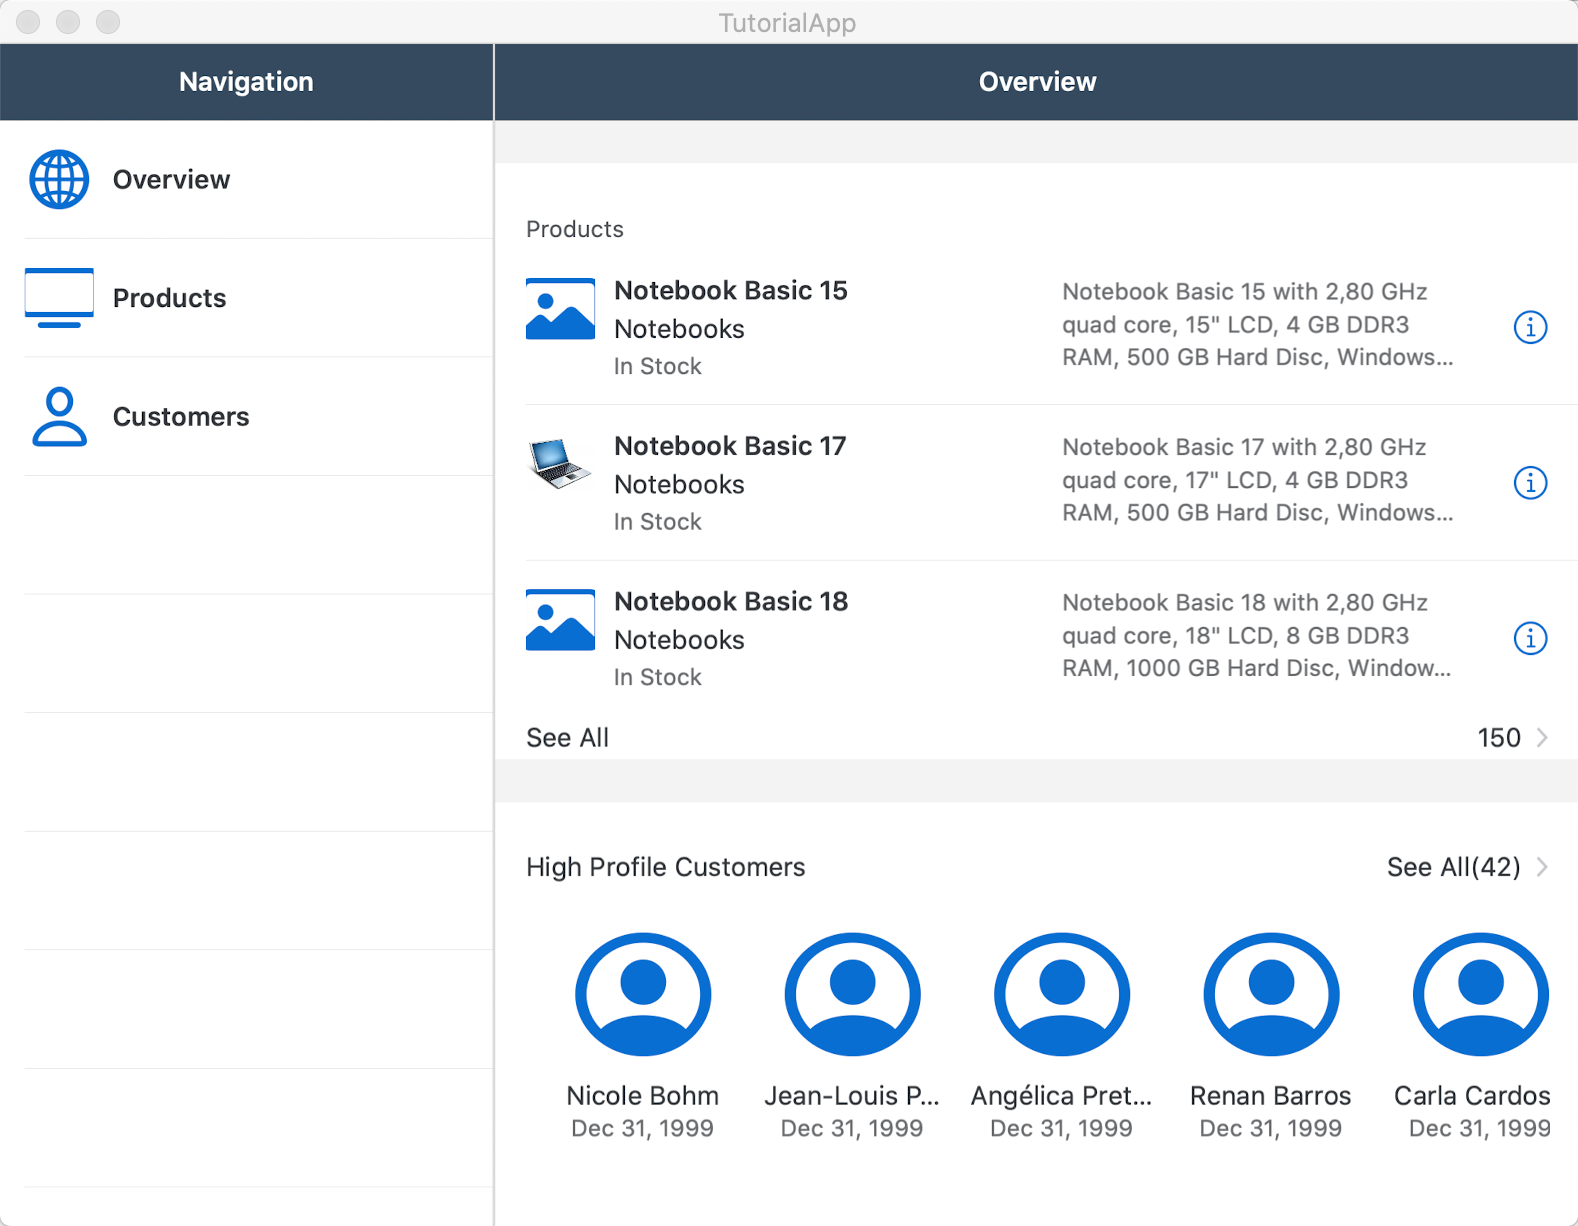 TutorialApp
Navigation
Overview
Overview
Products
Customers
Products
Notebook Basic 15
Notebooks
In Stock
Notebook Basic 15 with 2,80 GHz
quad core, 15" LCD, 4 GB DDR3
RAM, 500 GB Hard Disc, Windows...
Notebook Basic 17
Notebooks
In Stock
Notebook Basic 17 with 2,80 GHz
quad core, 17" LCD, 4 GB DDR3
RAM, 500 GB Hard Disc, Windows...
Notebook Basic 18
Notebooks
In Stock
Notebook Basic 18 with 2,80 GHz
quad core, 18" LCD, 8 GB DDR3
RAM, 1000 GB Hard Disc, Window...
See All
150
High Profile Customers
See All(42)
Nicole Bohm
Dec 31, 1999
Jean-Louis P...
Dec 31, 1999
Angélica Pret...
Dec 31, 1999
Renan Barros
Dec 31, 1999
Carla Cardos
Dec 31, 1999